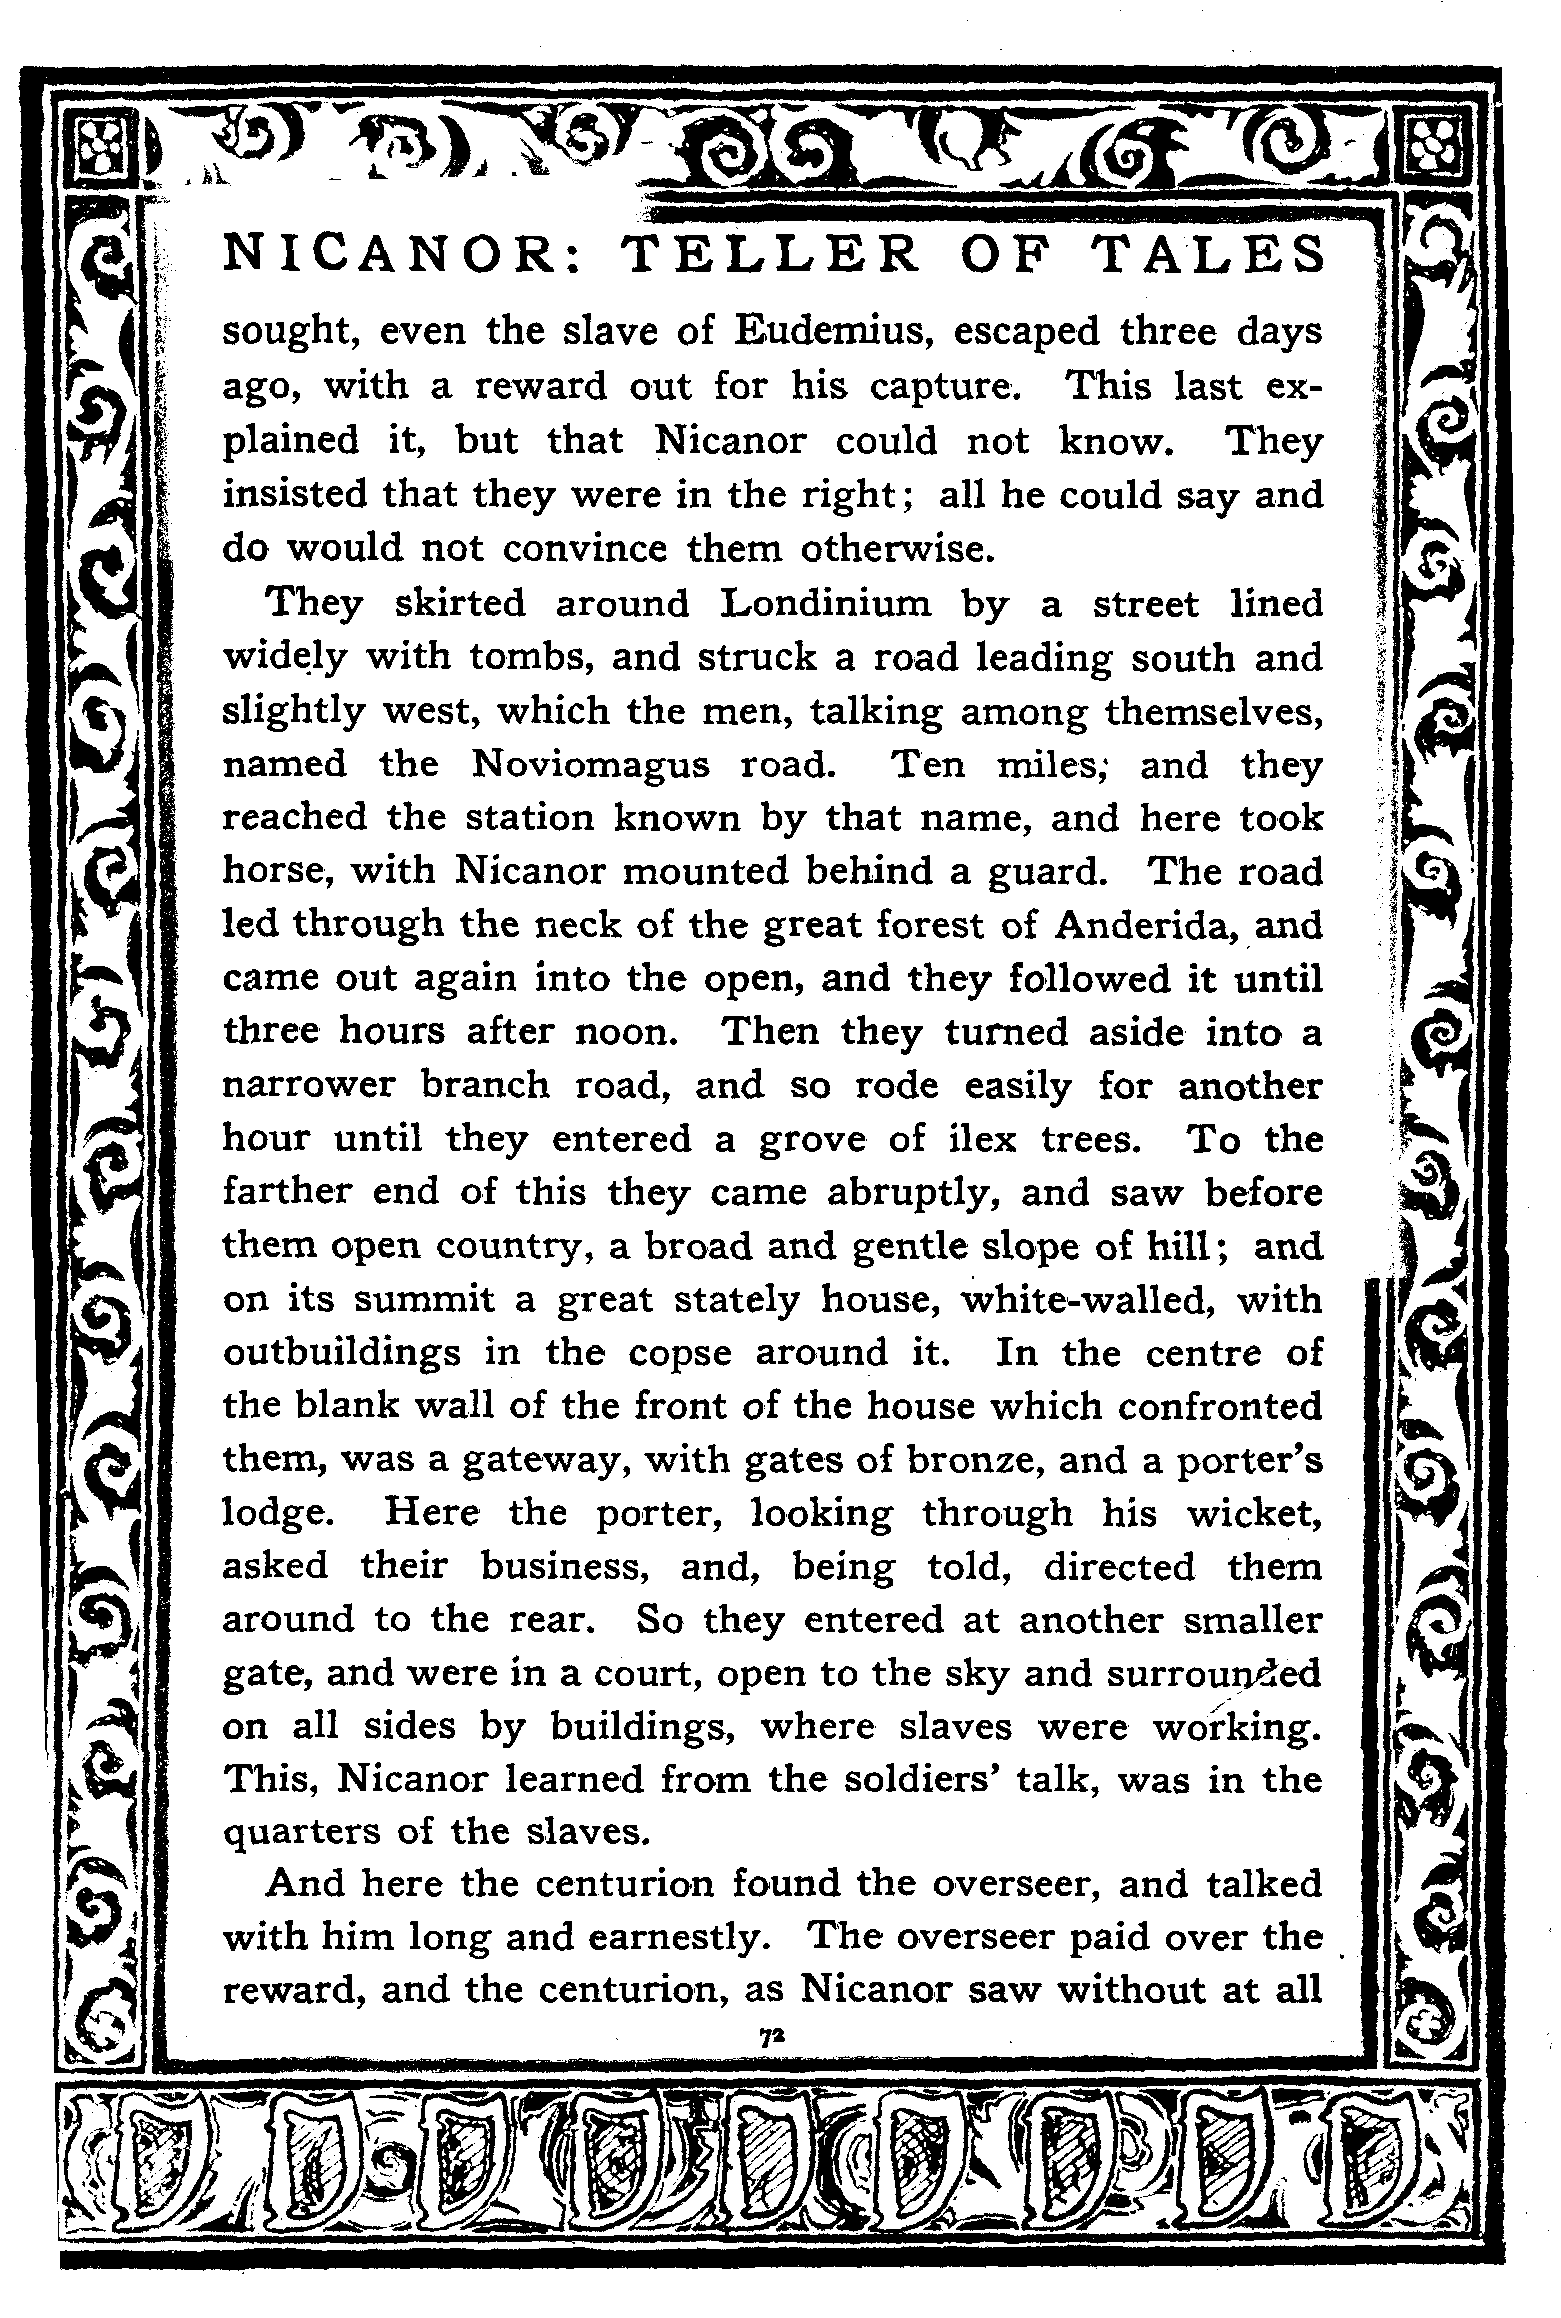 NICANOR: TELLER OF TALES
sought, even the slave of Eudemius, escaped three days
ago, with a reward out for his capture. This last ex-
plained it, but that Nicanor could not know. They
insisted that they were in the right; all he could say and
do would not convince them otherwise.
They skirted around Londinium by a street lined
widely with tombs, and struck a road leading south and
slightly west, which the men, talking among themselves,
named the Noviomagus road. Ten miles, and they
reached the station known by that name, and here took
horse, with Nicanor mounted behind a guard. The road
led through the neck of the great forest of Anderida, and
came out again into the open, and they followed it until
three hours after noon. Then they turned aside into a
narrower branch road, and so rode easily for another
hour until they entered a grove of ilex trees. To the
farther end of this they came abruptly, and saw before
them open country, a broad and gentle slope of hill; and
on its summit a great stately house, white-walled, with
outbuildings in the copse around it. In the centre of
the blank wall of the front of the house which confronted
them, was a gateway, with gates of bronze, and a porter's
lodge. Here the porter, looking through his wicket,
asked their business, and, being told, directed them
around to the rear. So they entered at another smaller
gate, and were in a court, open to the sky and surrounded
on all sides by buildings, where slaves were working.
This, Nicanor learned from the soldiers' talk, was in the
quarters of the slaves.
And here the centurion found the overseer, and talked
with him long and earnestly. The overseer paid over the
reward, and the centurion, as Nicanor saw without at all
72